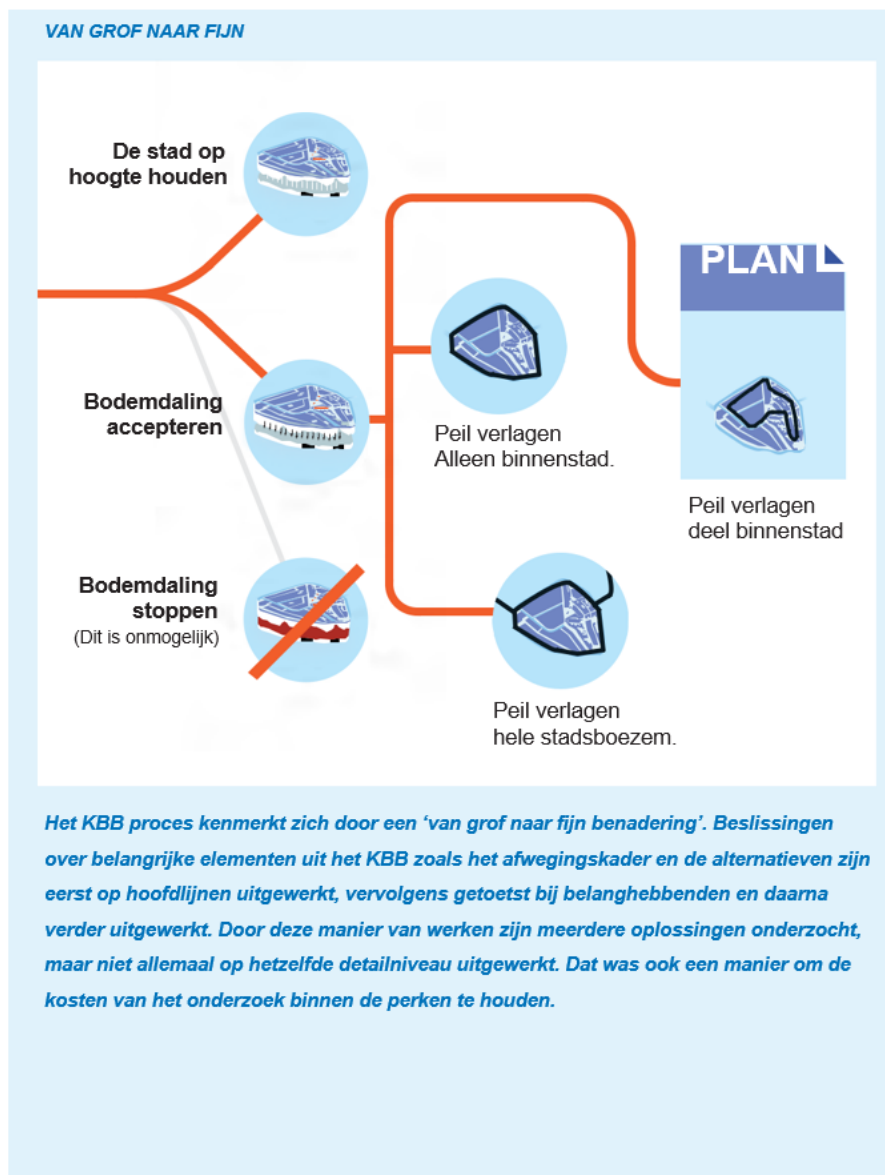 VAN GROF NAAR FIJN
De stad op
hoogte houden
PLAN
Bodemdaling
accepteren
Peil verlagen
Alleen binnenstad.
Peil verlagen
deel binnenstad
Bodemdaling
stoppen
(Dit is onmogelijk)
Peil verlagen
hele stadsboezem.
Het KBB proces kenmerkt zich door een ‘van grof naar fijn benadering’. Beslissingen
over belangrijke elementen uit het KBB zoals het afwegingskader en de alternatieven zijn
eerst op hoofdlijnen uitgewerkt, vervolgens getoetst bij belanghebbenden en daarna
verder uitgewerkt. Door deze manier van werken zijn meerdere oplossingen onderzocht,
maar niet allemaal op hetzelfde detailniveau uitgewerkt. Dat was ook een manier om de
kosten van het onderzoek binnen de perken te houden.